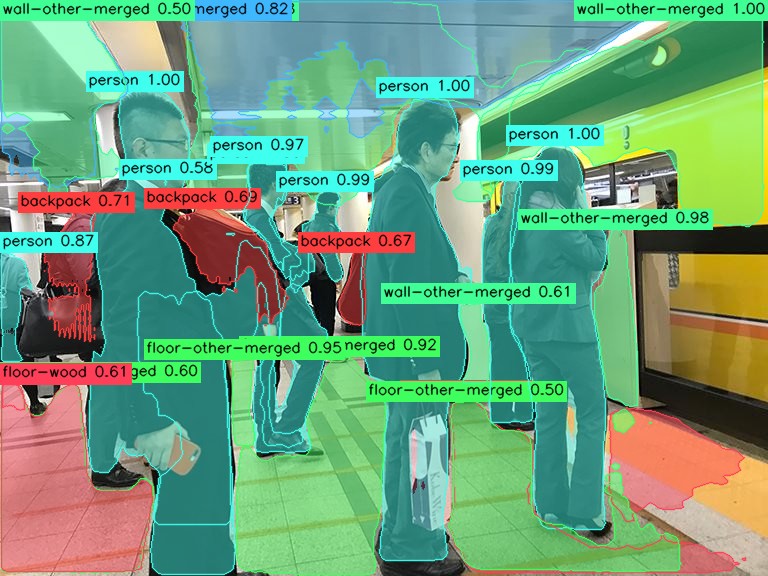 wall-other-merged 0.50
merged 0.82
wall-other-merged 1.00
person 1.00
person 1.00
person 1.00
person 0.97
person 0.58
person 0.99
person 0.99
backpack 0.71
backpack 0.69
wall-other-merged 0.98
person 0.87
backpack 0.67
wall-other-merged 0.61
floor-other-merged 0.95
merged 0.92
floor-wood 0.61
ged 0.60
floor-other-merged 0.50